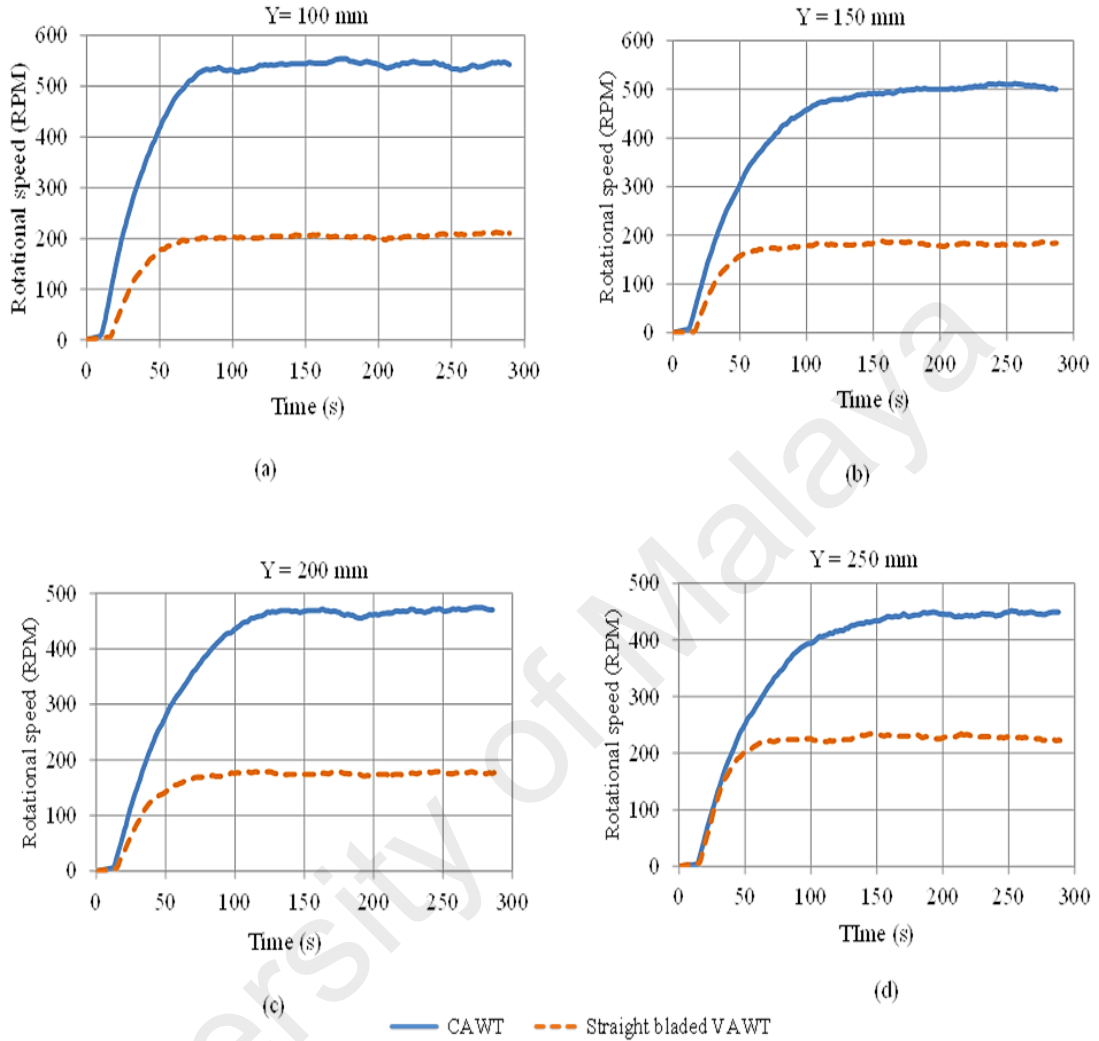 Y= 100 mm
Rotational speed (RPM)
600
500
400
300
200
100
0
0 50 100 150 200 250 300
Time (s)
(a)
Y = 150 mm
Rotational speed (RPM)
600
500
400
300
200
100
0
0 50 100 150 200 250 300
Time (s)
(b)
Y = 200 mm
Rotational speed (RPM)
500
400
300
200
100
0
0 50 100 150 200 250 300
Time (s)
(c)
Y = 250 mm
Rotational speed (RPM)
500
400
300
200
100
0
0 50 100 150 200 250 300
TIme (s)
(d)
CAWT Straight bladed VAWT
ersity of Malaya